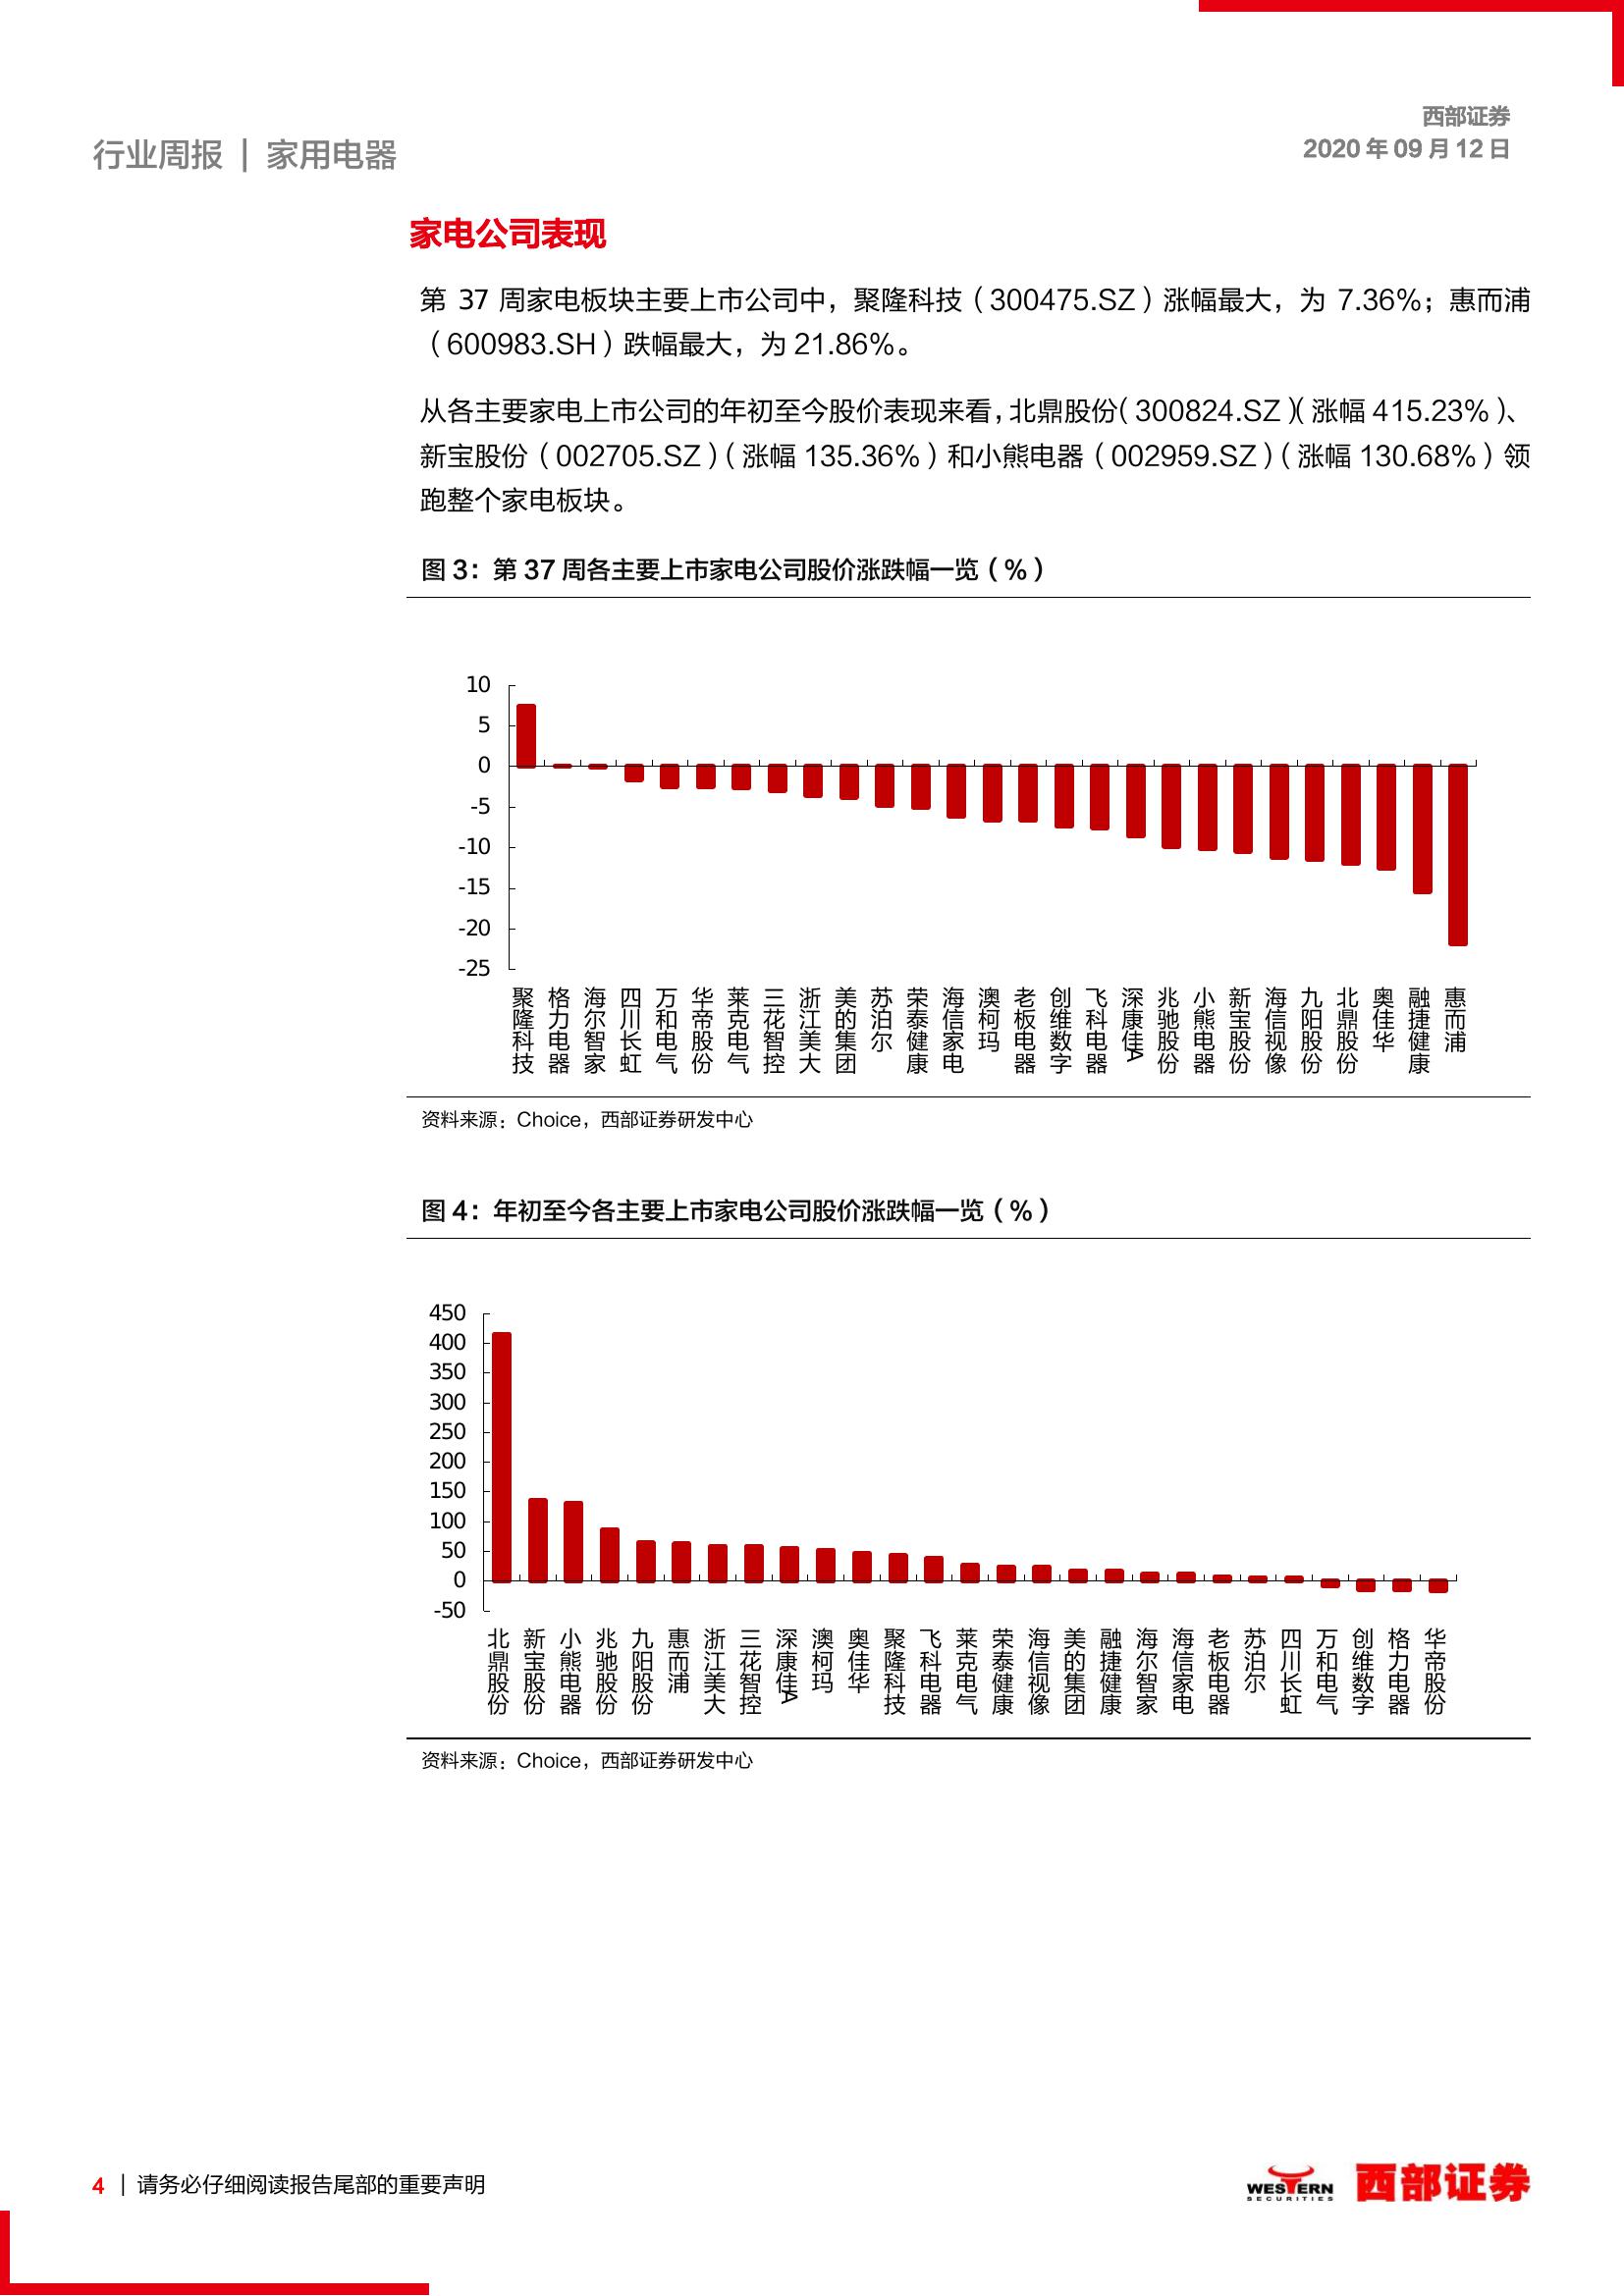 西部证券
行业周报 | 家用电器
2020 年 09 月 12 日
家电公司表现
第 37 周家电板块主要上市公司中，聚隆科技（300475.SZ）涨幅最大，为 7.36%；惠而浦
（600983.SH）跌幅最大，为 21.86%。
从各主要家电上市公司的年初至今股价表现来看，北鼎股份（300824.SZ）（涨幅 415.23%）、
新宝股份（002705.SZ）（涨幅 135.36%）和小熊电器（002959.SZ）（涨幅 130.68%）领
跑整个家电板块。
图 3：第 37 周各主要上市家电公司股价涨跌幅一览（%）
10
5
0
-5
-10
-15
-20
-25
聚隆科技
格力电器
海尔智家
四川长虹
万和电气
华帝股份
莱克电气
三花智控
浙江美大
美的集团
苏泊尔
荣泰健康
海信家电
澳柯玛
老板电器
创维数字
飞科电器
深康佳A
兆驰股份
小熊电器
新宝股份
海信视像
九阳股份
北鼎股份
奥佳华
融捷健康
惠而浦
资料来源：Choice，西部证券研发中心
图 4：年初至今各主要上市家电公司股价涨跌幅一览（%）
450
400
350
300
250
200
150
100
50
0
-50
北鼎股份
新宝股份
小熊电器
兆驰股份
九阳股份
惠而浦
浙江美大
三花智控
深康佳A
澳柯玛
奥佳华
聚隆科技
飞科电器
莱克电气
荣泰健康
海信视像
美的集团
融捷健康
海尔智家
海信家电
老板电器
苏泊尔
四川长虹
万和电气
创维数字
格力电器
华帝股份
资料来源：Choice，西部证券研发中心
4 | 请务必仔细阅读报告尾部的重要声明
WESTERN
SECURITIES
西部证券